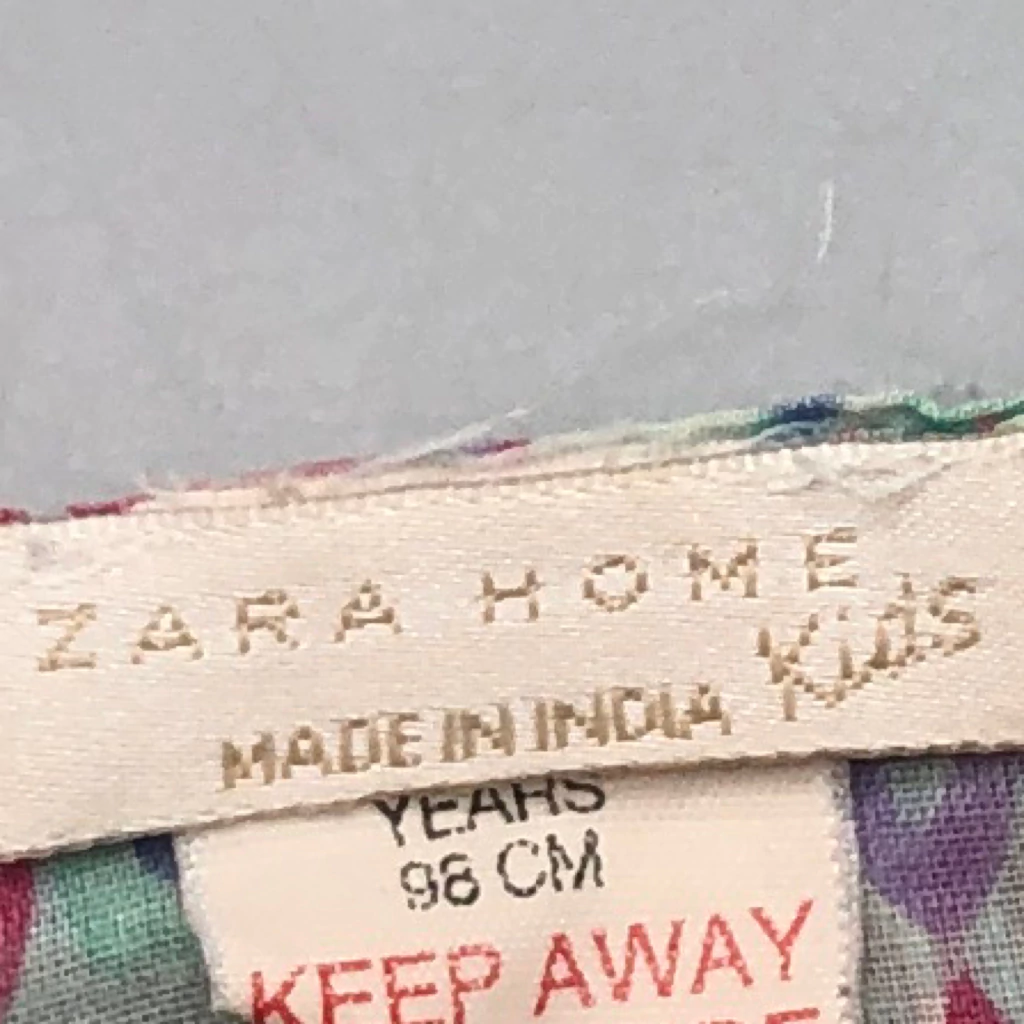 ZARA HOME
Kids
MADE IN INDIA
YEARS
98 CM
KEEP AWAY